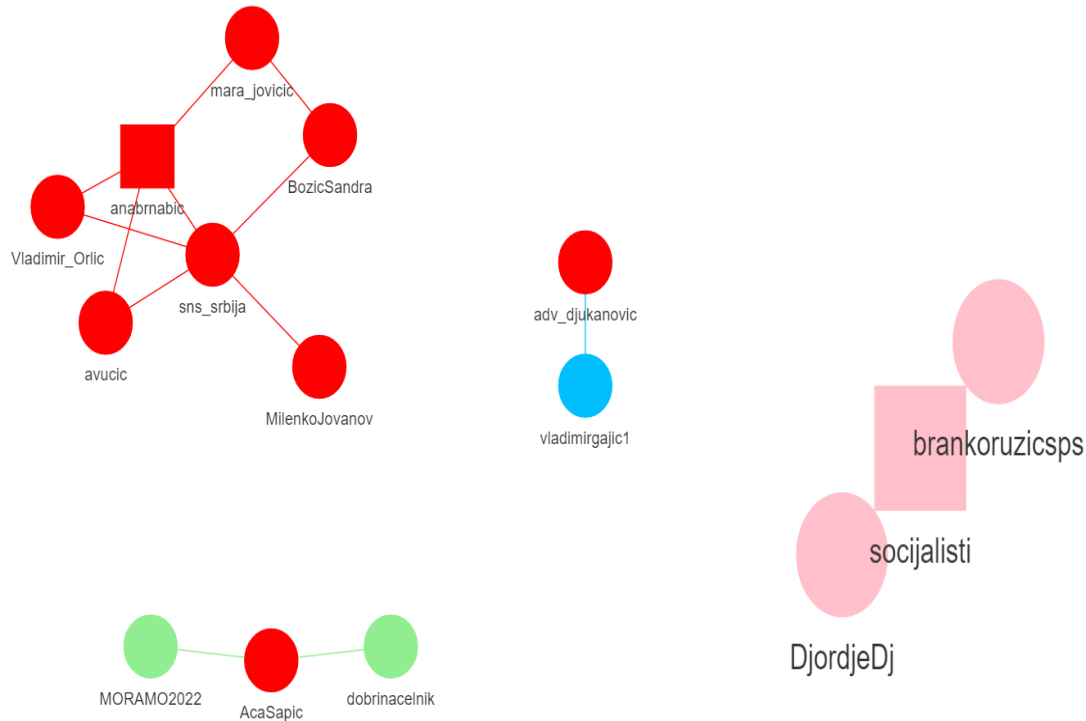 mara_jovicic
BozicSandra
anabrnabic
Vladimir_Orlic
sns_srbija
avucic
MilenkoJovanov
adv_djukanovic
vladimirgajic1
brankoruzicsps
socijalisti
DjordjeDj
MORAMO2022
AcaSapic
dobrinacelnik